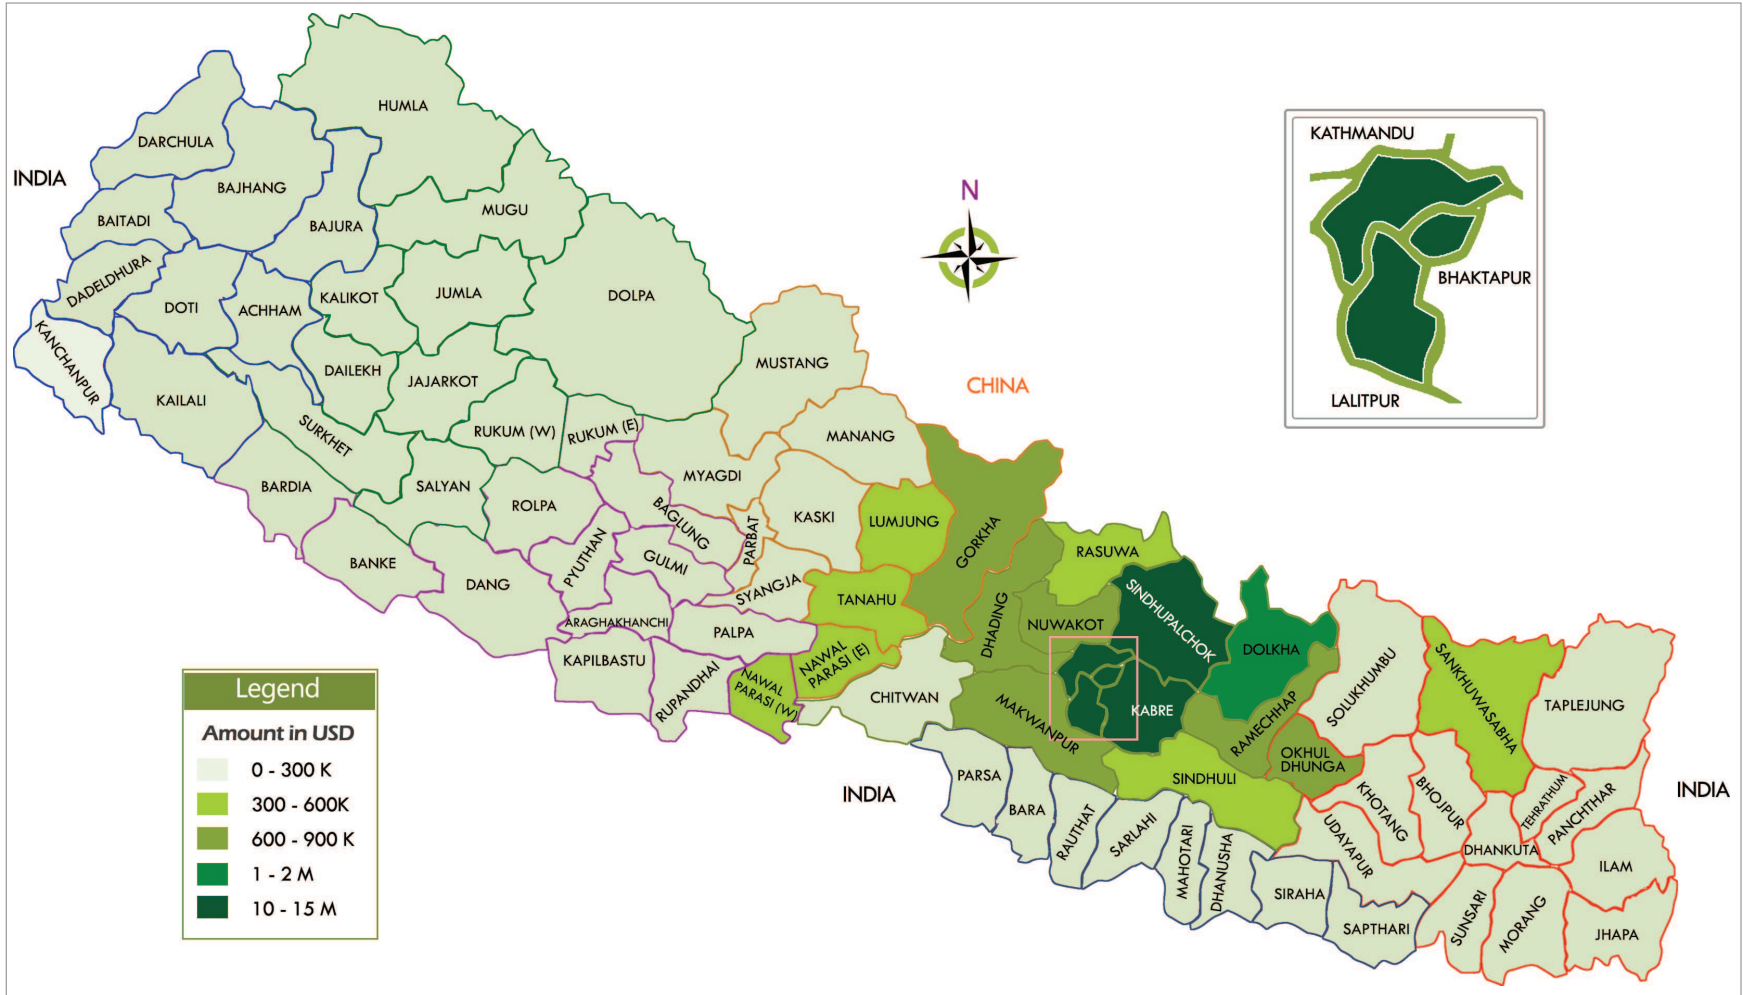 HUMLA
DARCHULA
INDIA
BAJHANG
BAITADI
BAJURA
MUGU
DADELDHURA
DOTI
ACHHAM
KALIKOT
JUMLA
DOLPA
KANCHANPUR
KAILALI
DAILEKH
JAJARKOT
MUSTANG
SURKHET
RUKUM (W)
RUKUM (E)
MANANG
BARDIA
SALYAN
ROLPA
MYAGDI
BAGLUNG
PARBAT
KASKI
LUMJUNG
GORKHA
BANKE
DANG
PYUTHAN
GULMI
SYANGJA
TANAHU
ARAGHAKHANCHI
PALPA
KAPILBASTU
RUPANDHAI
NAWAL
PARASI (W)
NAWAL
PARASI (E)
CHITWAN
DHADING
NUWAKOT
RASUWA
SINDHUPALCHOK
DOLKHA
KABRE
MAKWANPUR
RAMECHHAP
OKHUL
DHUNGA
SINDHULI
SOLUKHUMBU
SANKHUWASABHA
TAPLEJUNG
PARSA
BARA
RAUTHAT
SARLAHI
MAHOTARI
DHANUSHA
SIRAHA
SAPTHARI
UDAYAPUR
KHOTANG
BHOJPUR
TEHRATHUM
PANCHTHAR
DHANKUTA
ILAM
SUNSARI
MORANG
JHAPA
N
CHINA
INDIA
INDIA
KATHMANDU
BHAKTAPUR
LALITPUR
Legend
Amount in USD
0 - 300 K
300 - 600K
600 - 900 K
1 - 2 M
10 - 15 M